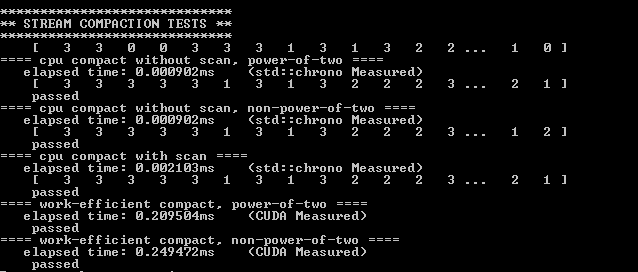 *****************************
** STREAM COMPACTION TESTS **
*****************************
[ 3 3 0 0 3 3 3 1 3 1 3 2 2 ... 1 0 ]
==== cpu compact without scan, power-of-two ====
elapsed time: 0.000902ms (std::chrono Measured)
[ 3 3 3 3 3 1 3 1 3 2 2 2 3 ... 2 1 ]
passed
==== cpu compact without scan, non-power-of-two ====
elapsed time: 0.000902ms (std::chrono Measured)
[ 3 3 3 3 3 1 3 1 3 2 2 2 3 ... 1 2 ]
passed
==== cpu compact with scan ====
elapsed time: 0.002103ms (std::chrono Measured)
[ 3 3 3 3 3 1 3 1 3 2 2 2 3 ... 2 1 ]
passed
==== work-efficient compact, power-of-two ====
elapsed time: 0.209504ms (CUDA Measured)
passed
==== work-efficient compact, non-power-of-two ====
elapsed time: 0.249472ms (CUDA Measured)
passed